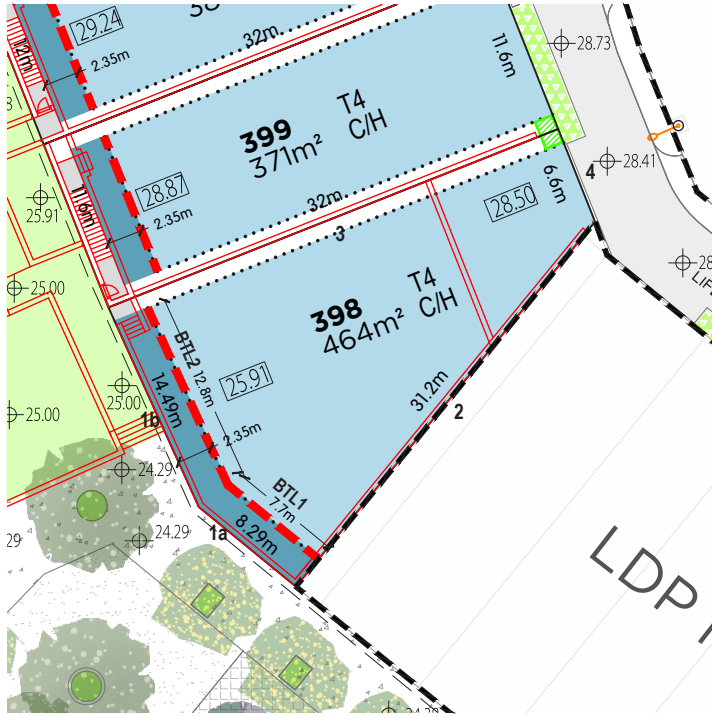 29.24
12m
2.35m
32m
11.6m
28.73
399
371m²
T4
C/H
28.41
4
6.6m
28.87
2.35m
11.6m
25.91
32m
3
28.50
25.00
398
464m²
T4
C/H
BTL2
12.8m
25.91
14.49m
1b
2.35m
25.00
25.00
31.2m
2
24.29
BTL1
7.7m
8.29m
1a
24.29
29
LDP